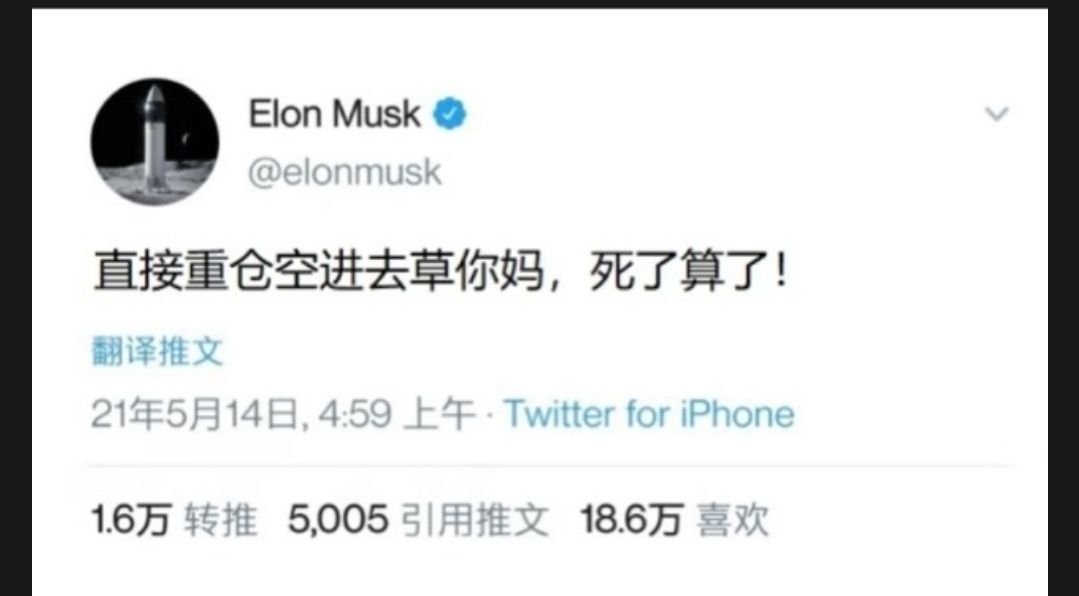 Elon Musk
@elonmusk
直接重仓空进去草你妈，死了算了！
翻译推文
21年5月14日, 4:59 上午 · Twitter for iPhone
1.6万 转推 5,005 引用推文 18.6万 喜欢